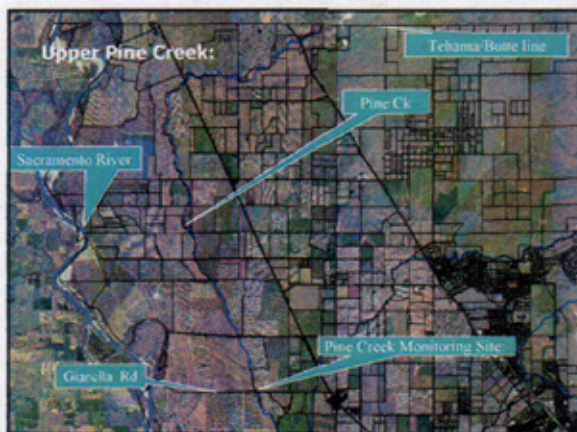 Upper Pine Creek:
Tehama/Butte line
Pine Ck
Sacramento River
Pine Creek Monitoring Site:
Gianella Rd